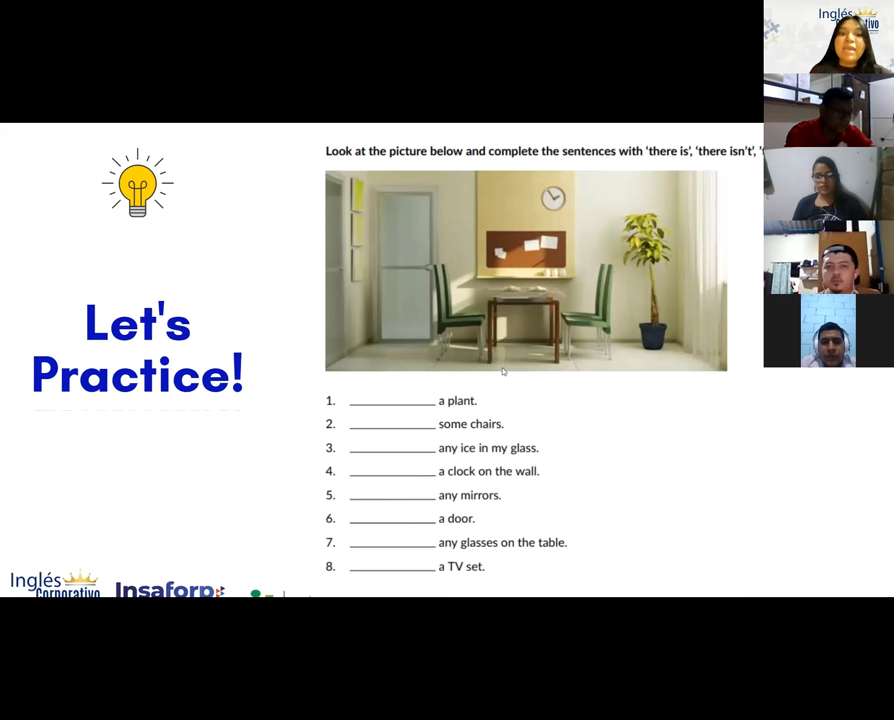 Inglés
Look at the picture below and complete the sentences with ‘there is’, ‘there isn’t’,
Let's
Practice!
1. ____________ a plant.
2. ____________ some chairs.
3. ____________ any ice in my glass.
4. ____________ a clock on the wall.
5. ____________ any mirrors.
6. ____________ a door.
7. ____________ any glasses on the table.
8. ____________ a TV set.
Inglés
Corporativo
Insaforp